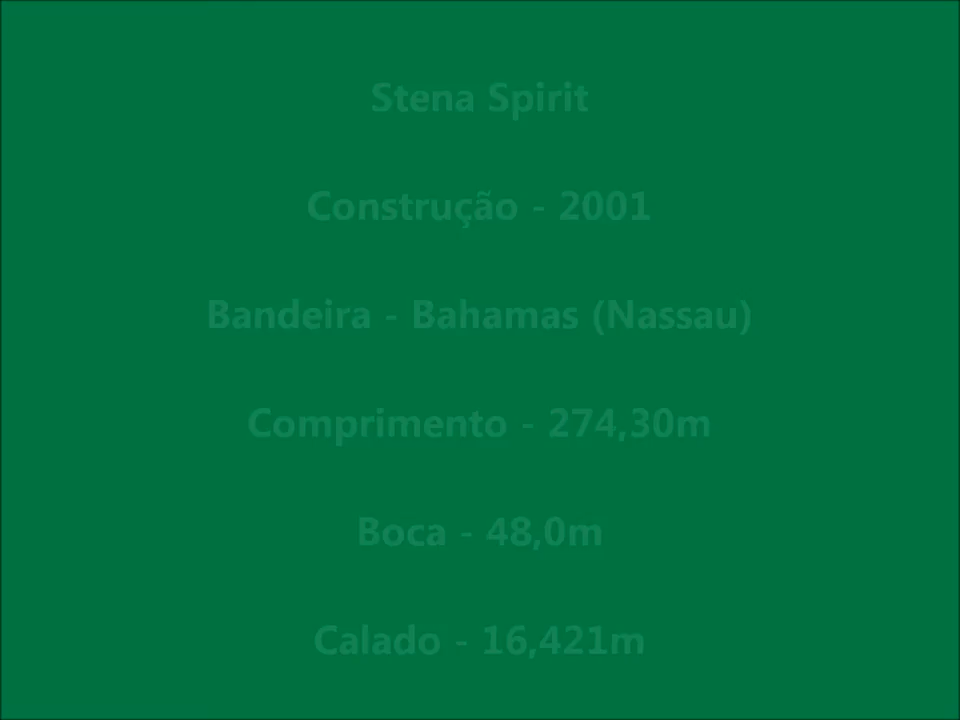 Stena Spirit
Construção - 2001
Bandeira - Bahamas (Nassau)
Comprimento - 274,30m
Boca - 48,0m
Calado - 16,421m